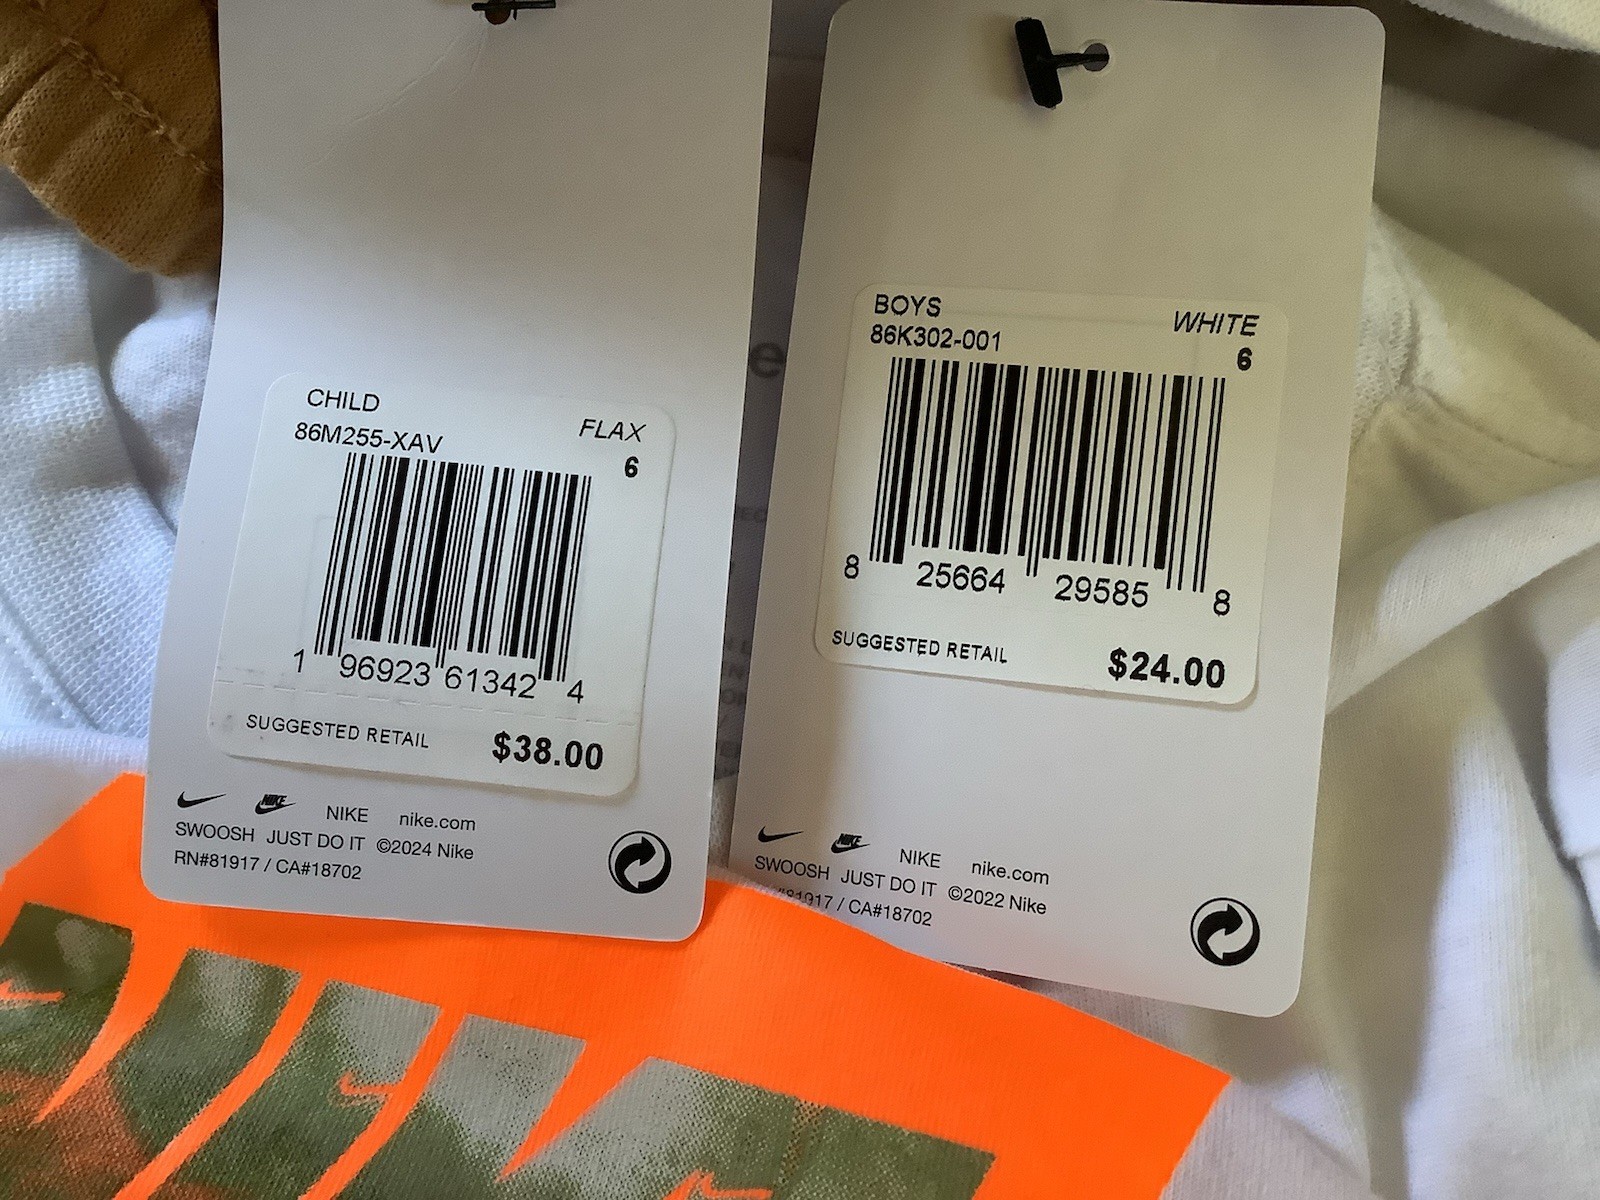 CHILD
86M255-XAV
FLAX
6
1 96923 61342 4
SUGGESTED RETAIL $38.00
NIKE
NIKE nike.com
SWOOSH JUST DO IT ©2024 Nike
RN#81917 / CA#18702
BOYS
86K302-001
WHITE
6
8 25664 29585 8
SUGGESTED RETAIL $24.00
NIKE
NIKE nike.com
SWOOSH JUST DO IT ©2022 Nike
/ CA#18702